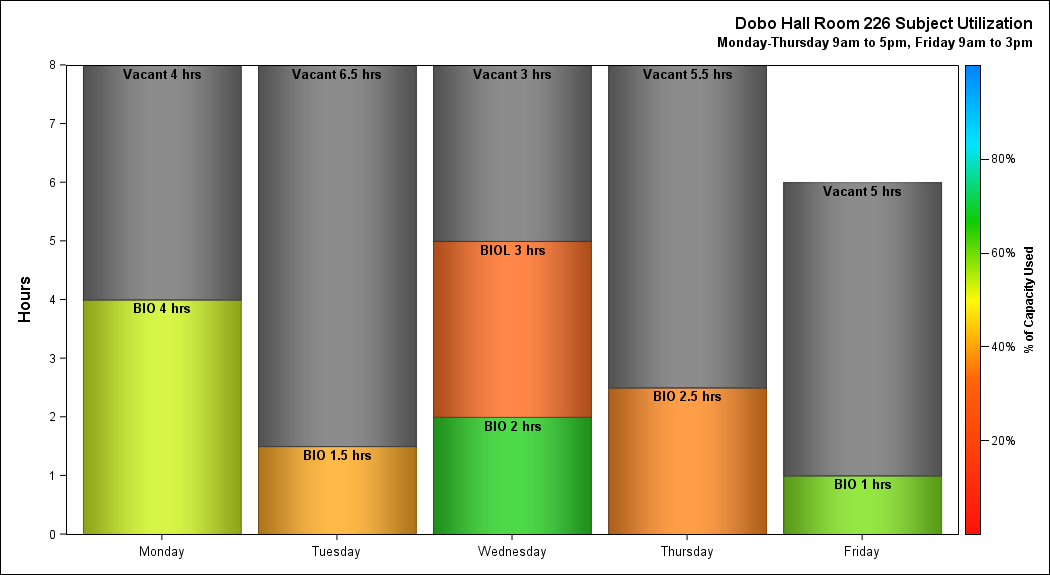 Dobo Hall Room 226 Subject Utilization
Monday-Thursday 9am to 5pm, Friday 9am to 3pm
8
Vacant 4 hrs
Vacant 6.5 hrs
Vacant 3 hrs
Vacant 5.5 hrs
7
80%
6
Vacant 5 hrs
5
BIOL 3 hrs
60%
% of Capacity Used
Hours
4
BIO 4 hrs
40%
3
BIO 2.5 hrs
2
BIO 2 hrs
20%
BIO 1.5 hrs
1
BIO 1 hrs
0
Monday
Tuesday
Wednesday
Thursday
Friday